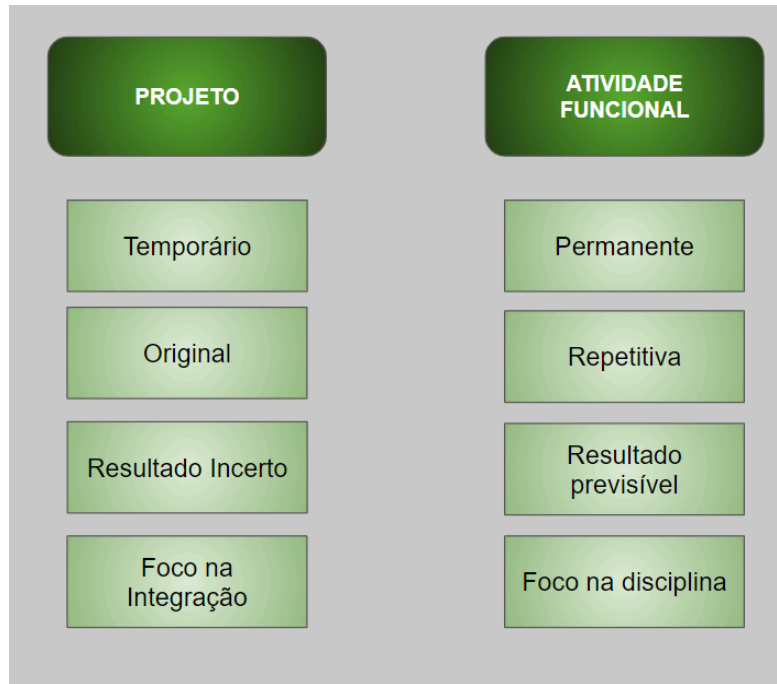 PROJETO
ATIVIDADE
FUNCIONAL
Temporário
Permanente
Original
Repetitiva
Resultado Incerto
Resultado
previsível
Foco na
Integração
Foco na disciplina